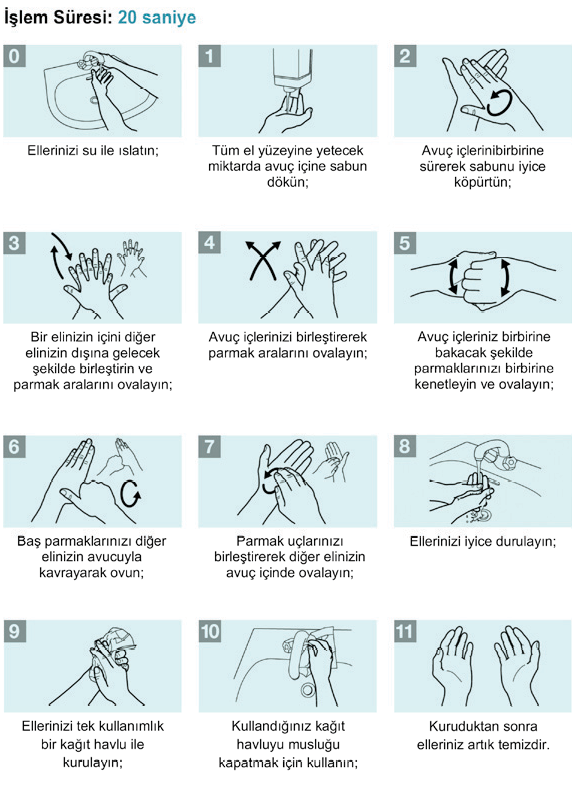 İşlem Süresi: 20 saniye
0
Ellerinizi su ile ıslatın;
1
Tüm el yüzeyine yetecek
miktarda avuç içine sabun
dökün;
2
Avuç içlerinibirbirine
sürerek sabunu iyice
köpürtün;
3
Bir elinizin içini diğer
elinizin dışına gelecek
şekilde birleştirin ve
parmak aralarını ovalayın;
4
Avuç içlerinizi birleştirerek
parmak aralarını ovalayın;
5
Avuç içleriniz birbirine
bakacak şekilde
parmaklarınızı birbirine
kenetleyin ve ovalayın;
6
Baş parmaklarınızı diğer
elinizin avucuyla
kavrayarak ovun;
7
Parmak uçlarınızı
birleştirerek diğer elinizin
avuç içinde ovalayın;
8
Ellerinizi iyice durulayın;
9
Ellerinizi tek kullanımlık
bir kağıt havlu ile
kurulayın;
10
Kullandığınız kağıt
havluyu musluğu
kapatmak için kullanın;
11
Kuruduktan sonra
elleriniz artık temizdir.